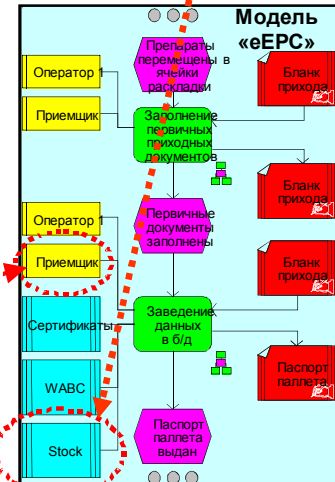 Модель
«eEPC»
Препараты
перемещены в
ячейки
раскладки
Оператор 1
Бланк
прихода
Приемщик
Заполнение
первичных
приходных
документов
Бланк
прихода
Оператор 1
Первичные
документы
заполнены
Приемщик
Бланк
прихода
Сертификаты
Заведение
данных
в б/д
WABC
Паспорт
паллета
Stock
Паспорт
паллета
выдан